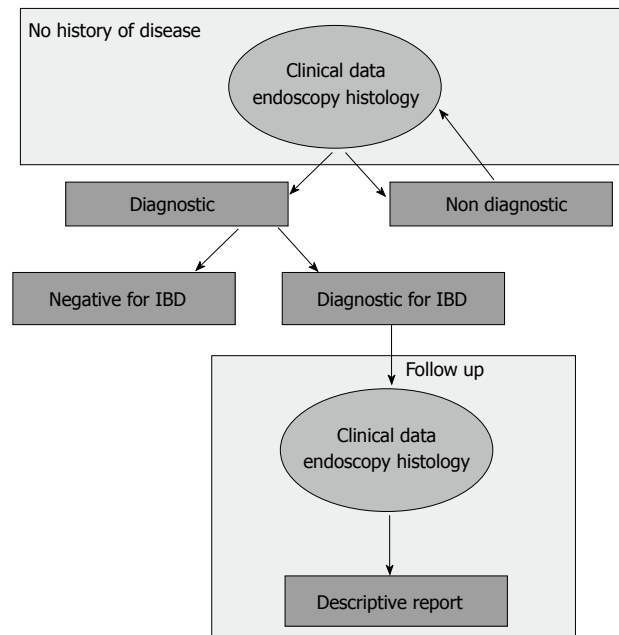 No history of disease
Clinical data
endoscopy histology
Diagnostic
Non diagnostic
Negative for IBD
Diagnostic for IBD
Follow up
Clinical data
endoscopy histology
Descriptive report